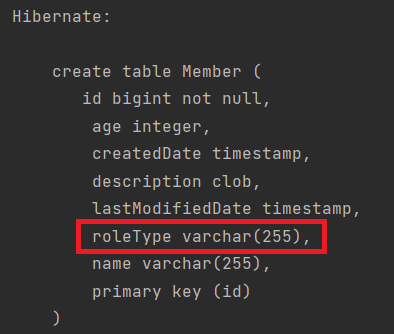 Hibernate:
create table Member (
id bigint not null,
age integer,
createdDate timestamp,
description clob,
lastModifiedDate timestamp,
roleType varchar(255),
name varchar(255),
primary key (id)
)